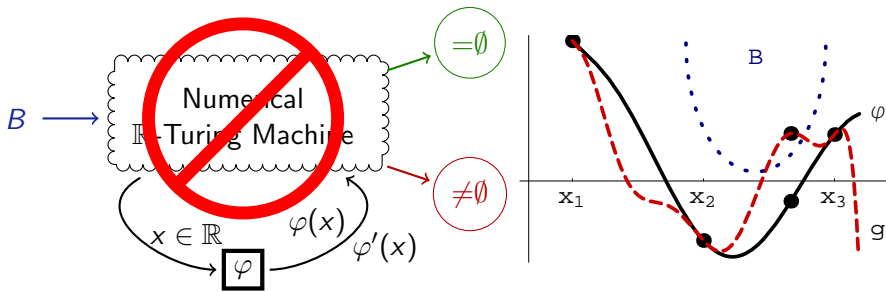 B
Numerical
ℝ-Turing Machine
=∅
≠∅
x ∈ ℝ
φ
φ(x)
φ′(x)
B
φ
x₁
x₂
x₃
g